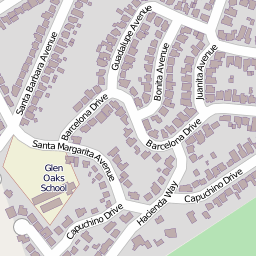 Guadalupe Avenue
Santa Barbara Avenue
Bonita Avenue
Juanita Avenue
Barcelona Drive
Barcelona Drive
Santa Margarita Avenue
Glen
Oaks
School
Hacienda Way
Capuchino Drive
Capuchino Drive